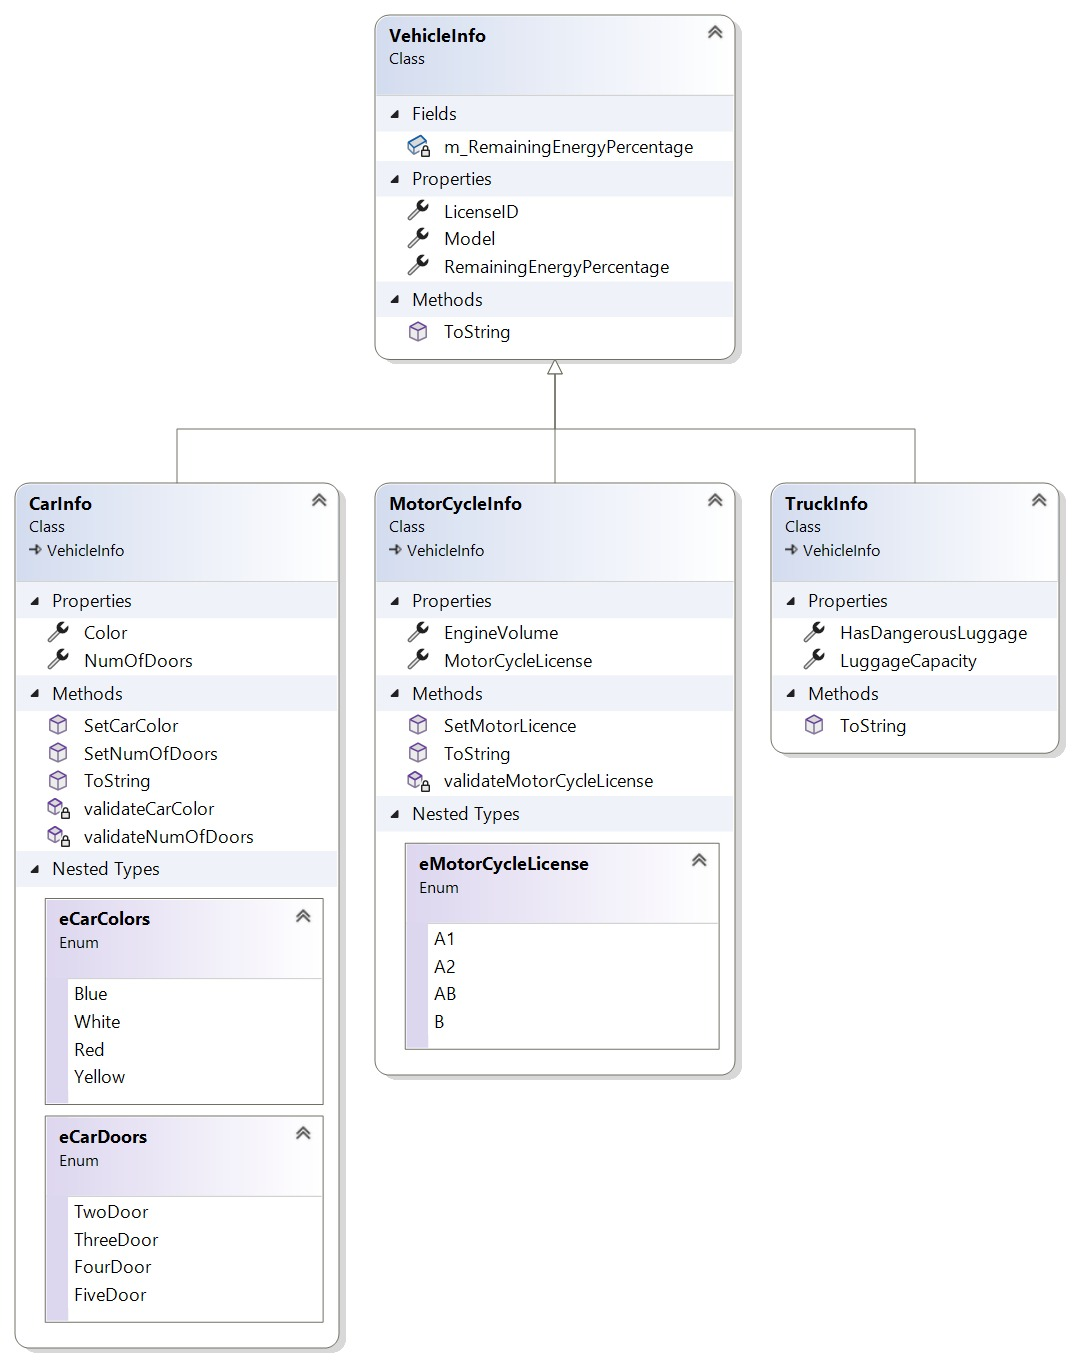 VehicleInfo
Class
Fields
m_RemainingEnergyPercentage
Properties
LicenseID
Model
RemainingEnergyPercentage
Methods
ToString
CarInfo
Class
VehicleInfo
Properties
Color
NumOfDoors
Methods
SetCarColor
SetNumOfDoors
ToString
validateCarColor
validateNumOfDoors
Nested Types
eCarColors
Enum
Blue
White
Red
Yellow
eCarDoors
Enum
TwoDoor
ThreeDoor
FourDoor
FiveDoor
MotorCycleInfo
Class
VehicleInfo
Properties
EngineVolume
MotorCycleLicense
Methods
SetMotorLicence
ToString
validateMotorCycleLicense
Nested Types
eMotorCycleLicense
Enum
A1
A2
AB
B
TruckInfo
Class
VehicleInfo
Properties
HasDangerousLuggage
LuggageCapacity
Methods
ToString